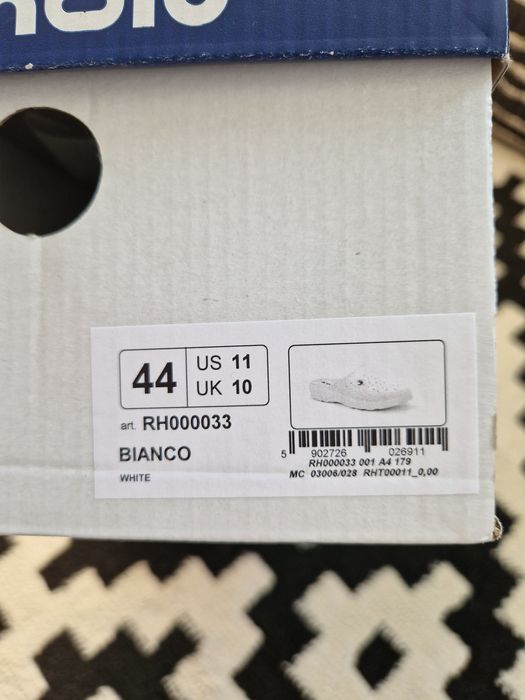 44
US 11
UK 10
art. RH000033
BIANCO
WHITE
5 902726 026911
RH000033 001 A4 179
MC 03006/028 RHT00011_0,00